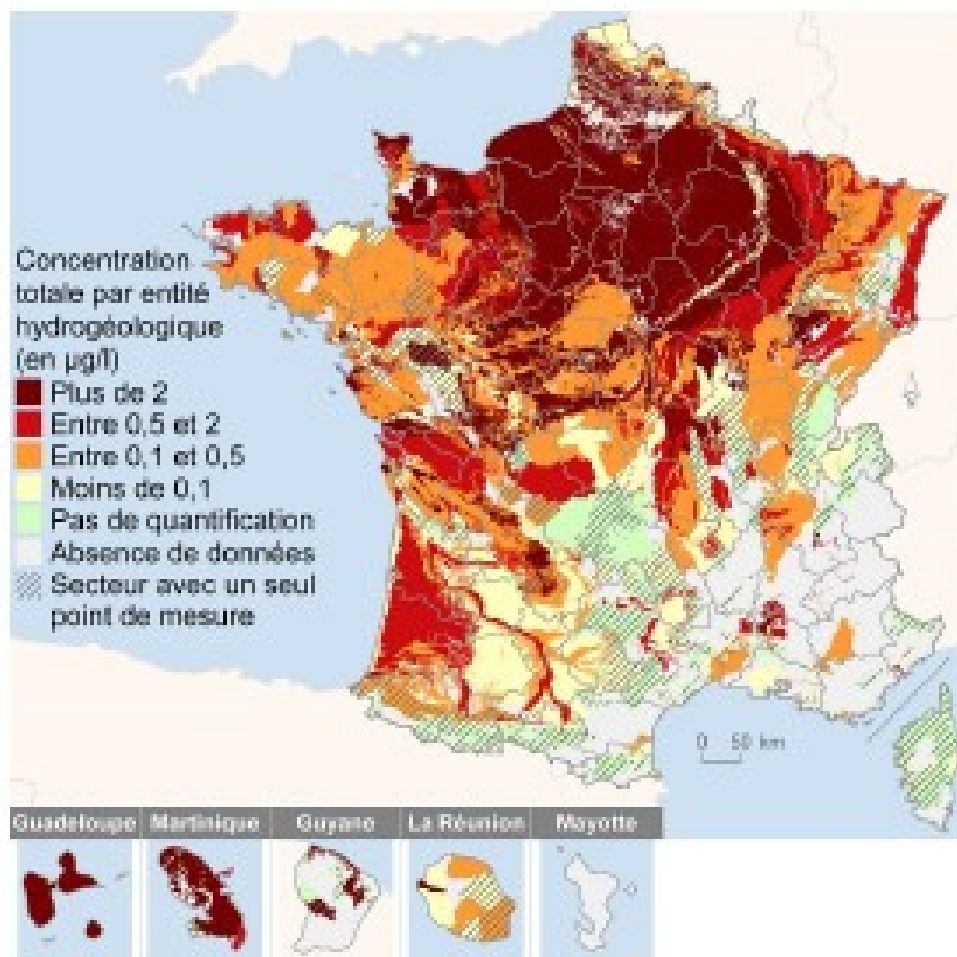 Concentration
totale par entité
hydrogéologique
(en µg/l)
Plus de 2
Entre 0,5 et 2
Entre 0,1 et 0,5
Moins de 0,1
Pas de quantification
Absence de données
Secteur avec un seul
point de mesure
0 50 km
Guadeloupe Martinique Guyane La Réunion Mayotte